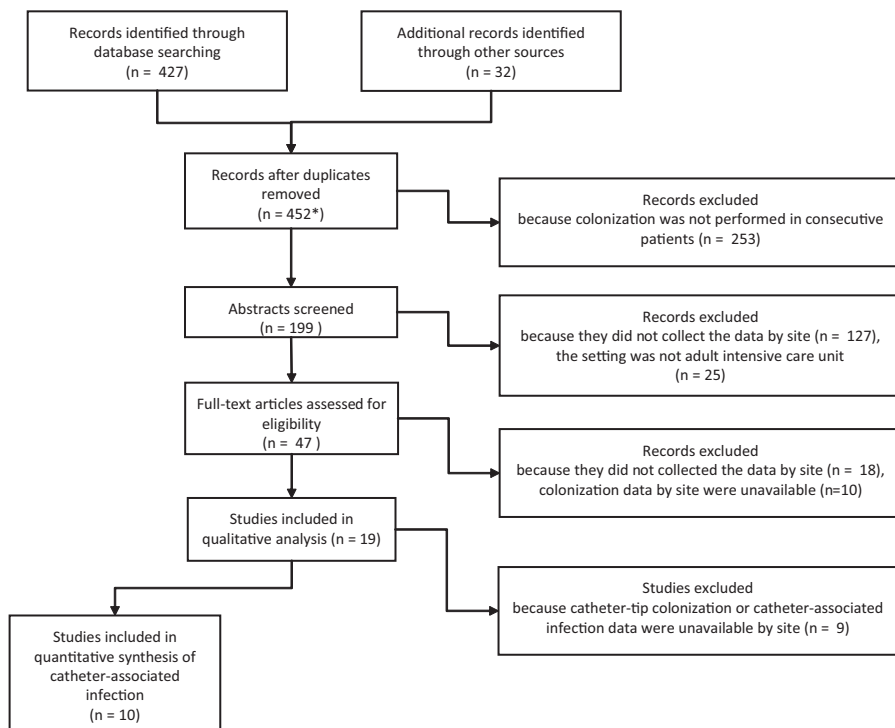 Records identified through
database searching
(n = 427)
Additional records identified
through other sources
(n = 32)
Records after duplicates
removed
(n = 452*)
Records excluded
because colonization was not performed in consecutive
patients (n = 253)
Abstracts screened
(n = 199 )
Records excluded
because they did not collect the data by site (n = 127),
the setting was not adult intensive care unit
(n = 25)
Full-text articles assessed for
eligibility
(n = 47 )
Records excluded
because they did not collected the data by site (n = 18),
colonization data by site were unavailable (n=10)
Studies included in
qualitative analysis (n = 19)
Studies excluded
because catheter-tip colonization or catheter-associated
infection data were unavailable by site (n = 9)
Studies included in
quantitative synthesis of
catheter-associated
infection
(n = 10)